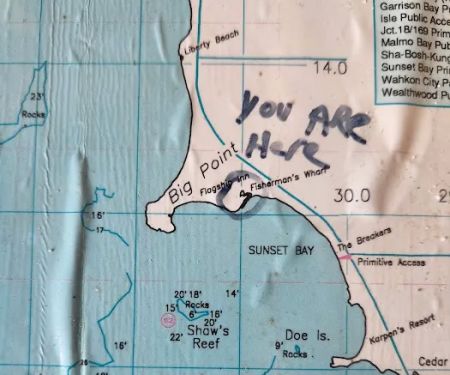 Garrison Bay Pr
Isle Public Acce
Jct.18/169 Prim
Malmo Bay Pub
Sha-Bosh-Kung
Sunset Bay Pri
Wahkon City P
Wealthwood Pu
Liberty Beach
14.0
23'
Rocks
YOU ARE
Here
Big Point
Flagship Inn
Fisherman's Wharf
30.0
16'
17
SUNSET BAY
The Breakers
Primitive Access
20' 18'
14'
Rocks
15'
6'
16'
20'
Shaw's
Reef
22'
16'
Doe Is.
9'
Rocks
Karpen's Resort
Cedar